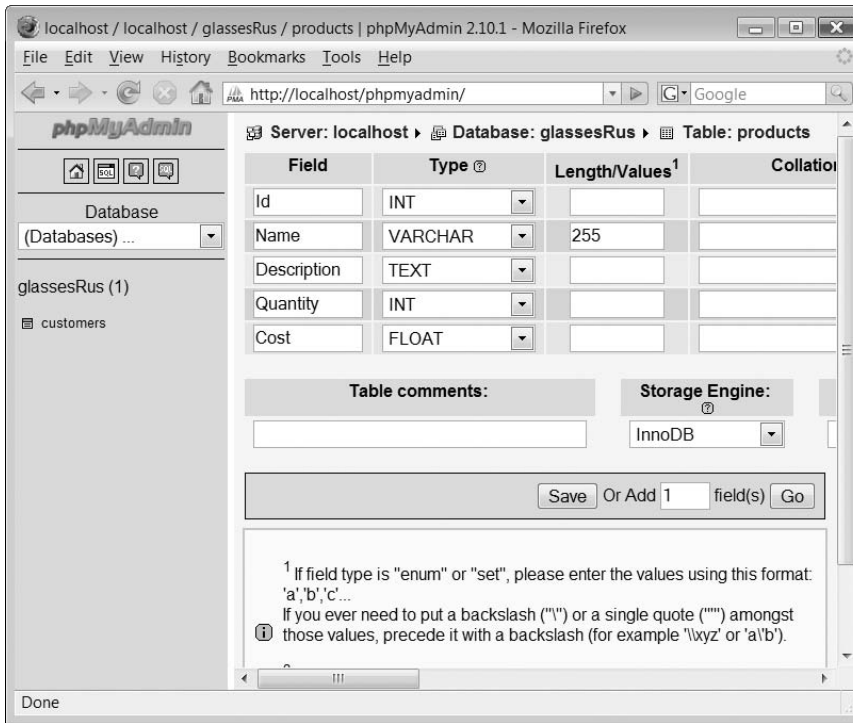 localhost / localhost / glassesRus / products | phpMyAdmin 2.10.1 - Mozilla Firefox
File Edit View History Bookmarks Tools Help
PMA http://localhost/phpmyadmin/ G Google
phpMyAdmin
SQL
Database
(Databases) ...
glassesRus (1)
customers
Server: localhost Database: glassesRus Table: products
Field Type Length/Values1 Collation
Id INT
Name VARCHAR 255
Description TEXT
Quantity INT
Cost FLOAT
Table comments: Storage Engine:
InnoDB
Save Or Add 1 field(s) Go
1 If field type is "enum" or "set", please enter the values using this format:
'a','b','c'...
If you ever need to put a backslash ("\") or a single quote ("'") amongst
those values, precede it with a backslash (for example '\\xyz' or 'a\'b').
Done